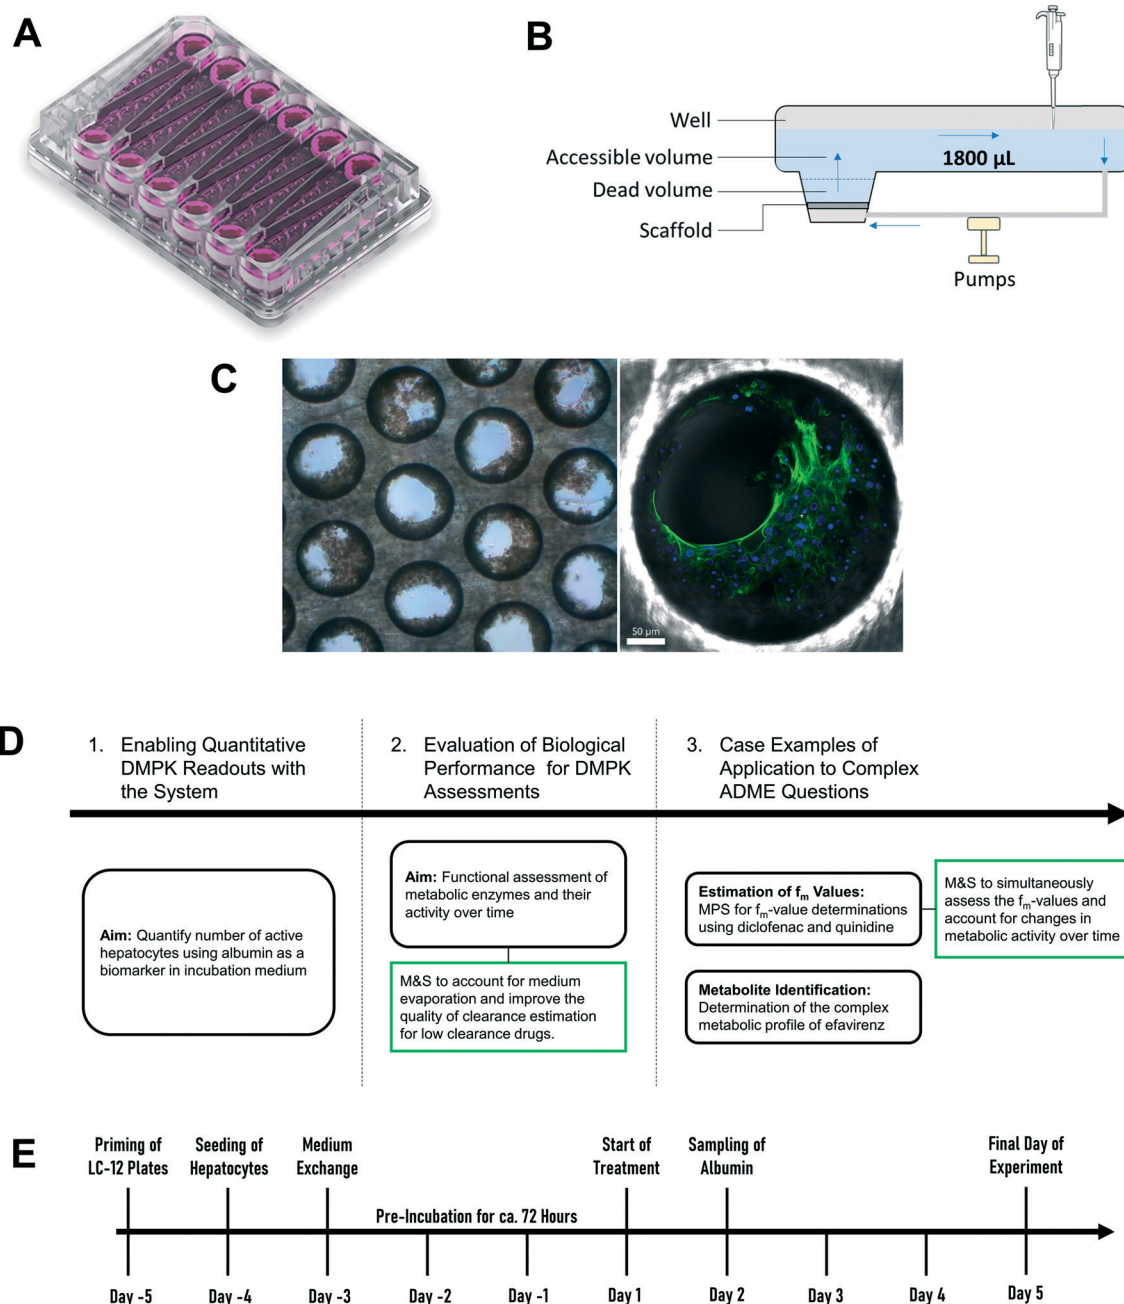 A
B
Well
Accessible volume
1800 µL
Dead volume
Scaffold
Pumps
C
50 µm
D
1. Enabling Quantitative
DMPK Readouts with
the System
2. Evaluation of Biological
Performance for DMPK
Assessments
3. Case Examples of
Application to Complex
ADME Questions
Aim: Quantify number of active
hepatocytes using albumin as a
biomarker in incubation medium
Aim: Functional assessment of
metabolic enzymes and their
activity over time
M&S to account for medium
evaporation and improve the
quality of clearance estimation
for low clearance drugs.
Estimation of fm Values:
MPS for fm-value determinations
using diclofenac and quinidine
M&S to simultaneously
assess the fm-values and
account for changes in
metabolic activity over time
Metabolite Identification:
Determination of the complex
metabolic profile of efavirenz
E
Priming of
LC-12 Plates
Seeding of
Hepatocytes
Medium
Exchange
Pre-Incubation for ca. 72 Hours
Start of
Treatment
Sampling of
Albumin
Final Day of
Experiment
Day -5
Day -4
Day -3
Day -2
Day -1
Day 1
Day 2
Day 3
Day 4
Day 5